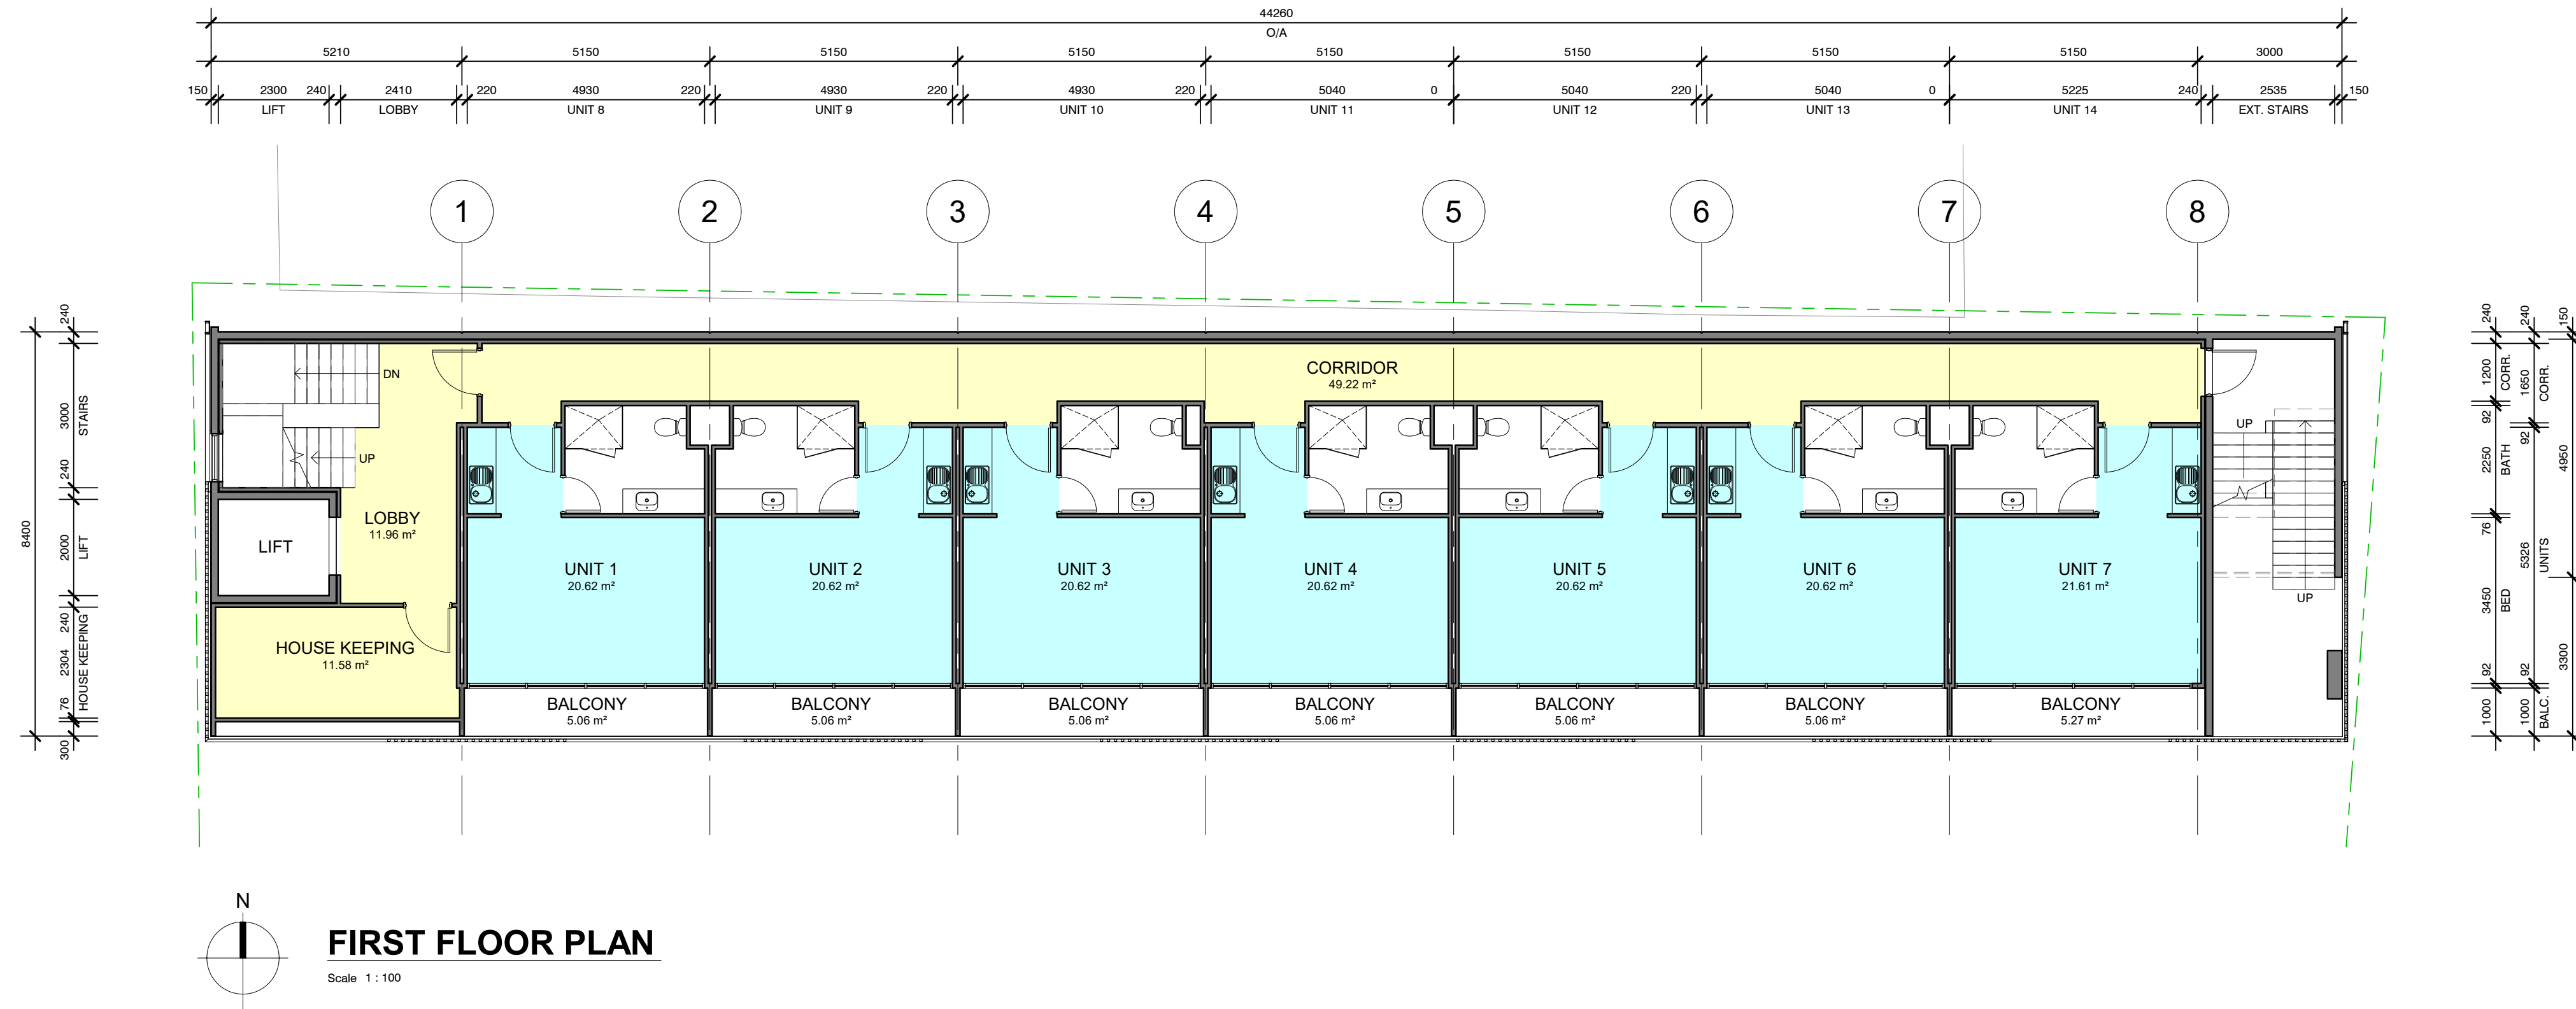 44260
O/A
5210 5150 5150 5150 5150 5150 5150 5150 3000
150 2300 240 2410 220 4930 220 4930 220 4930 220 5040 0 5040 220 5040 0 5225 240 2535 150
LIFT LOBBY UNIT 8 UNIT 9 UNIT 10 UNIT 11 UNIT 12 UNIT 13 UNIT 14 EXT. STAIRS
1 2 3 4 5 6 7 8
8400
240
3000
STAIRS
240
2000
LIFT
240
2304
HOUSE KEEPING
76
300
DN
UP
CORRIDOR
49.22 m²
LOBBY
11.96 m²
LIFT
HOUSE KEEPING
11.58 m²
UNIT 1
20.62 m²
UNIT 2
20.62 m²
UNIT 3
20.62 m²
UNIT 4
20.62 m²
UNIT 5
20.62 m²
UNIT 6
20.62 m²
UNIT 7
21.61 m²
BALCONY
5.06 m²
BALCONY
5.06 m²
BALCONY
5.06 m²
BALCONY
5.06 m²
BALCONY
5.06 m²
BALCONY
5.06 m²
BALCONY
5.27 m²
UP
UP
240
1200
CORR.
92
2250
BATH
76
3450
BED
92
1000
240
1650
CORR.
92
5326
UNITS
92
1000
BALC.
150
4950
3300
N
FIRST FLOOR PLAN
Scale 1 : 100